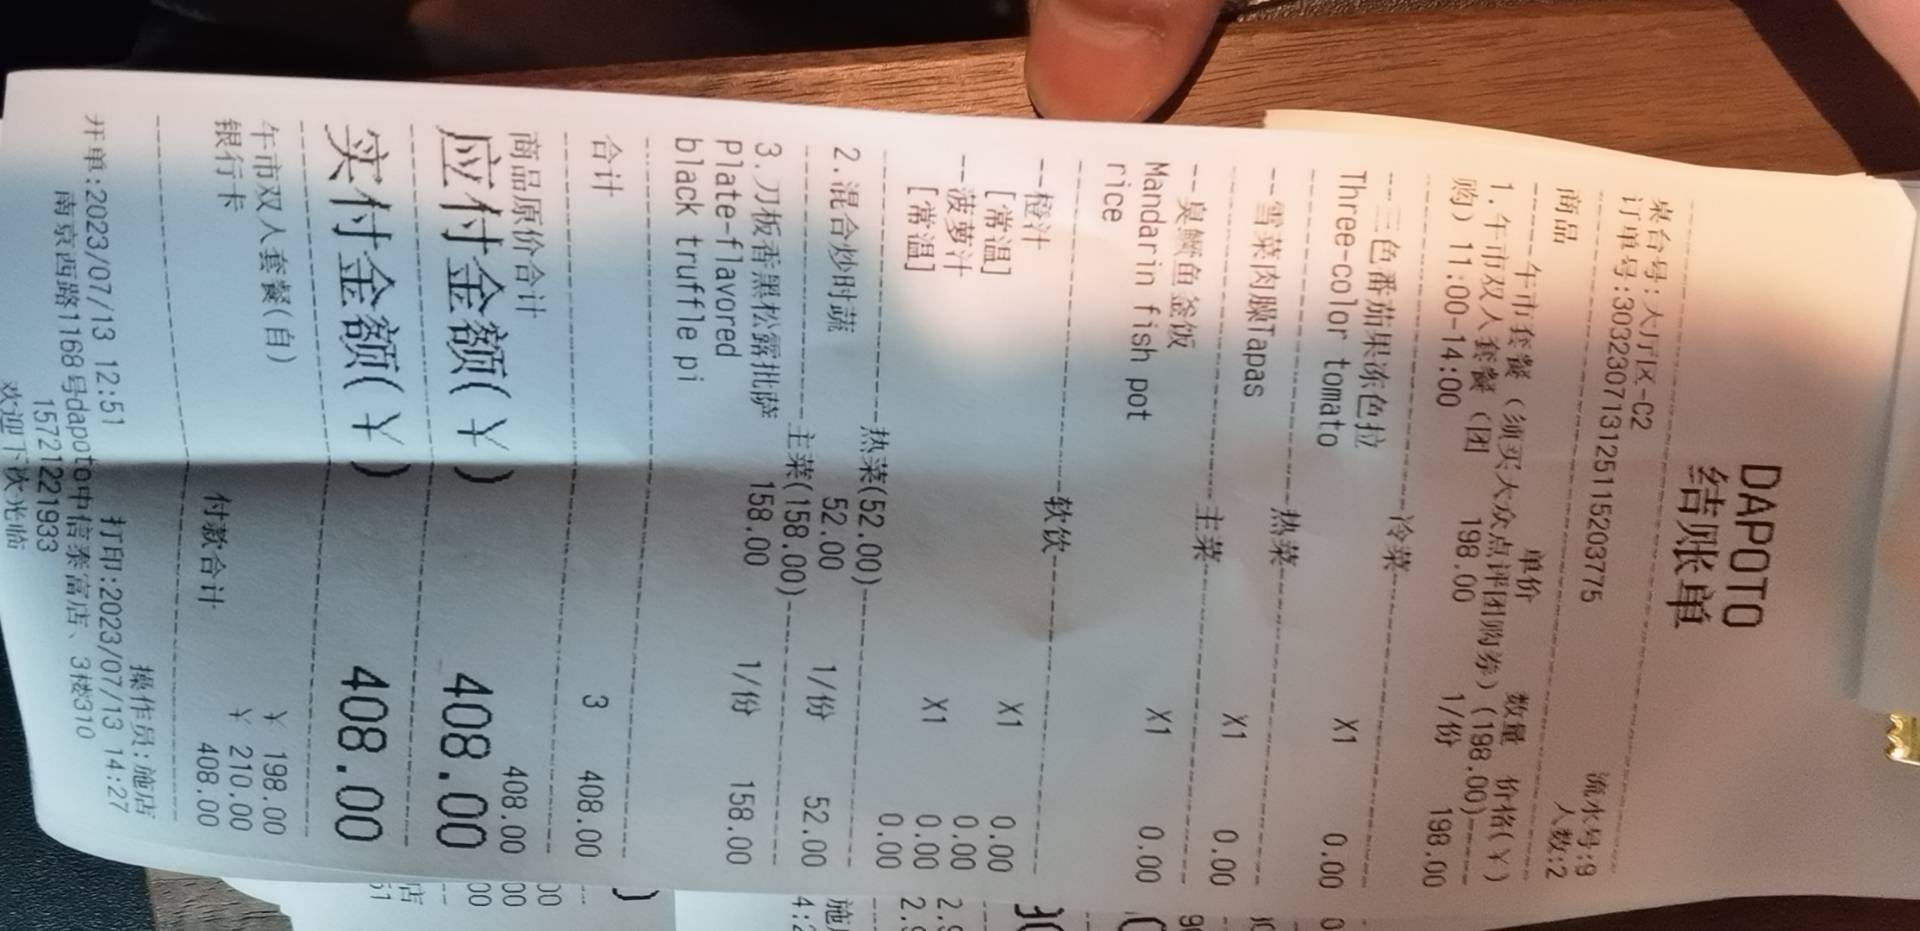 DAPOTO
结账单
桌台号:大厅区-C2 流水号:9
订单号:3032307131251152037​75 人数:2
商品 单价 数量 价格(¥)
-----午市套餐(须买大众点评团购券)(198.00)-----
1.午市双人套餐(团 198.00 1/份 198.00
购) 11:00-14:00
冷菜
--三色番茄果冻色拉 X1 0.00
Three-color tomato
热菜
--雪菜肉臊Tapas X1 0.00
主菜
--臭鳜鱼釜饭 X1 0.00
Mandarin fish pot
rice
软饮
--橙汁 X1 0.00
[常温] 0.00
--菠萝汁 X1 0.00
[常温] 0.00
热菜(52.00)
2.混合炒时蔬 52.00 1/份 52.00
主菜(158.00)
3.刀板香黑松露批萨 158.00 1/份 158.00
Plate-flavored
black truffle pi
合计 3 408.00
商品原价合计 408.00
应付金额(¥) 408.00
实付金额(¥) 408.00
午市双人套餐(自) ¥ 198.00
银行卡 ¥ 210.00
付款合计 408.00
操作员:施店
开单:2023/07/13 12:51 打印:2023/07/13 14:27
南京西路1168号dapoto中信泰富店、3楼310
15721221933
欢迎下次光临